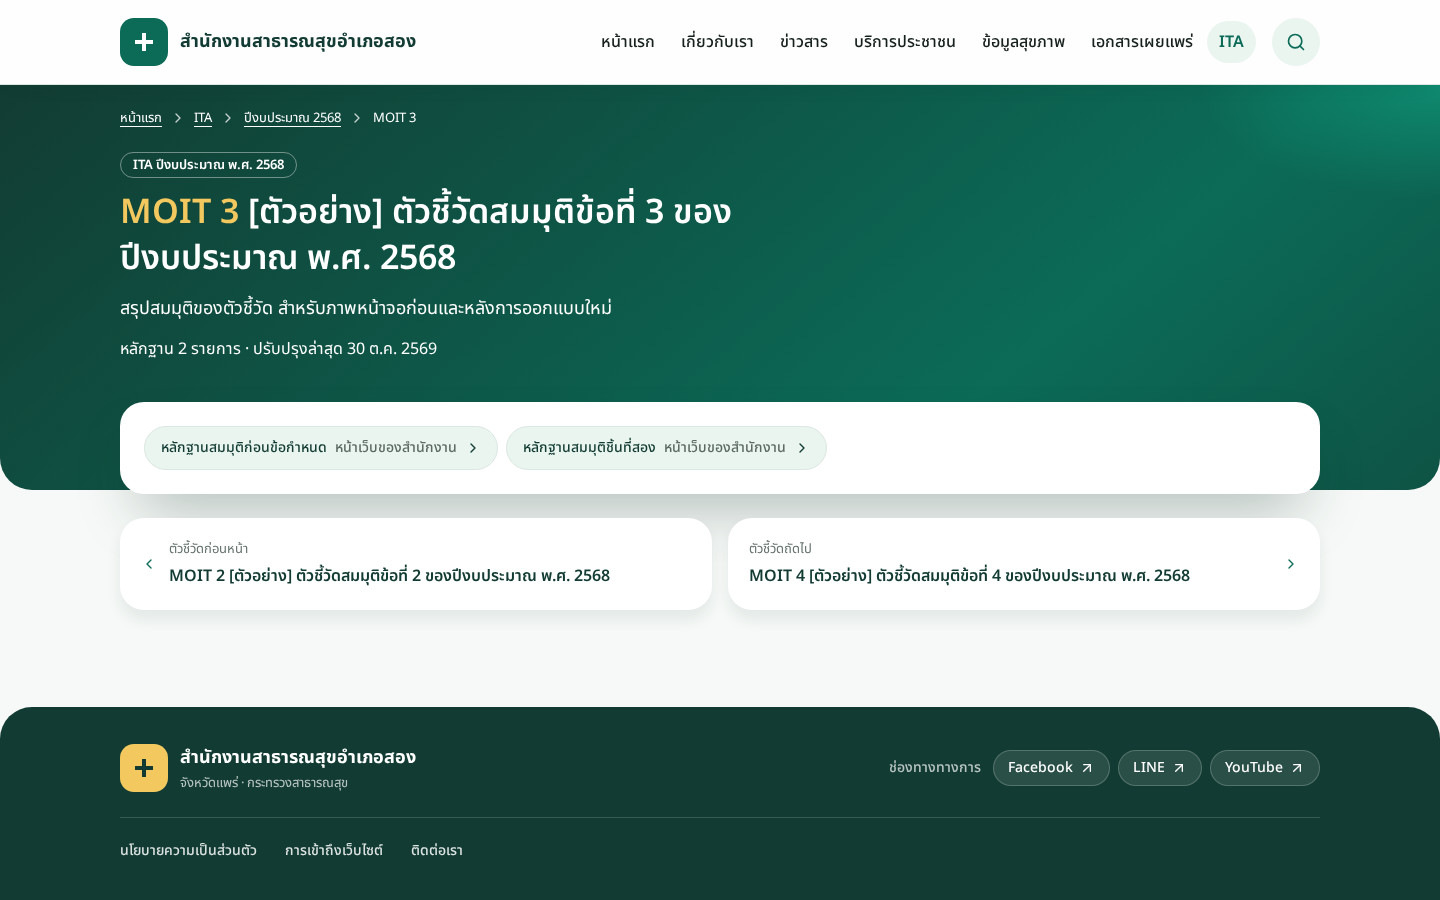 สำนักงานสาธารณสุขอำเภอสอง
หน้าแรก เกี่ยวกับเรา ข่าวสาร บริการประชาชน ข้อมูลสุขภาพ เอกสารเผยแพร่ ITA
หน้าแรก ITA ปีงบประมาณ 2568 MOIT 3
ITA ปีงบประมาณ พ.ศ. 2568
MOIT 3 [ตัวอย่าง] ตัวชี้วัดสมมุติข้อที่ 3 ของ
ปีงบประมาณ พ.ศ. 2568
สรุปสมมุติของตัวชี้วัด สำหรับภาพหน้าจอก่อนและหลังการออกแบบใหม่
หลักฐาน 2 รายการ · ปรับปรุงล่าสุด 30 ต.ค. 2569
หลักฐานสมมุติก่อนข้อกำหนด หน้าเว็บของสำนักงาน
หลักฐานสมมุติชิ้นที่สอง หน้าเว็บของสำนักงาน
ตัวชี้วัดก่อนหน้า
MOIT 2 [ตัวอย่าง] ตัวชี้วัดสมมุติข้อที่ 2 ของปีงบประมาณ พ.ศ. 2568
ตัวชี้วัดถัดไป
MOIT 4 [ตัวอย่าง] ตัวชี้วัดสมมุติข้อที่ 4 ของปีงบประมาณ พ.ศ. 2568
สำนักงานสาธารณสุขอำเภอสอง
จังหวัดแพร่ · กระทรวงสาธารณสุข
ช่องทางทางการ Facebook LINE YouTube
นโยบายความเป็นส่วนตัว การเข้าถึงเว็บไซต์ ติดต่อเรา